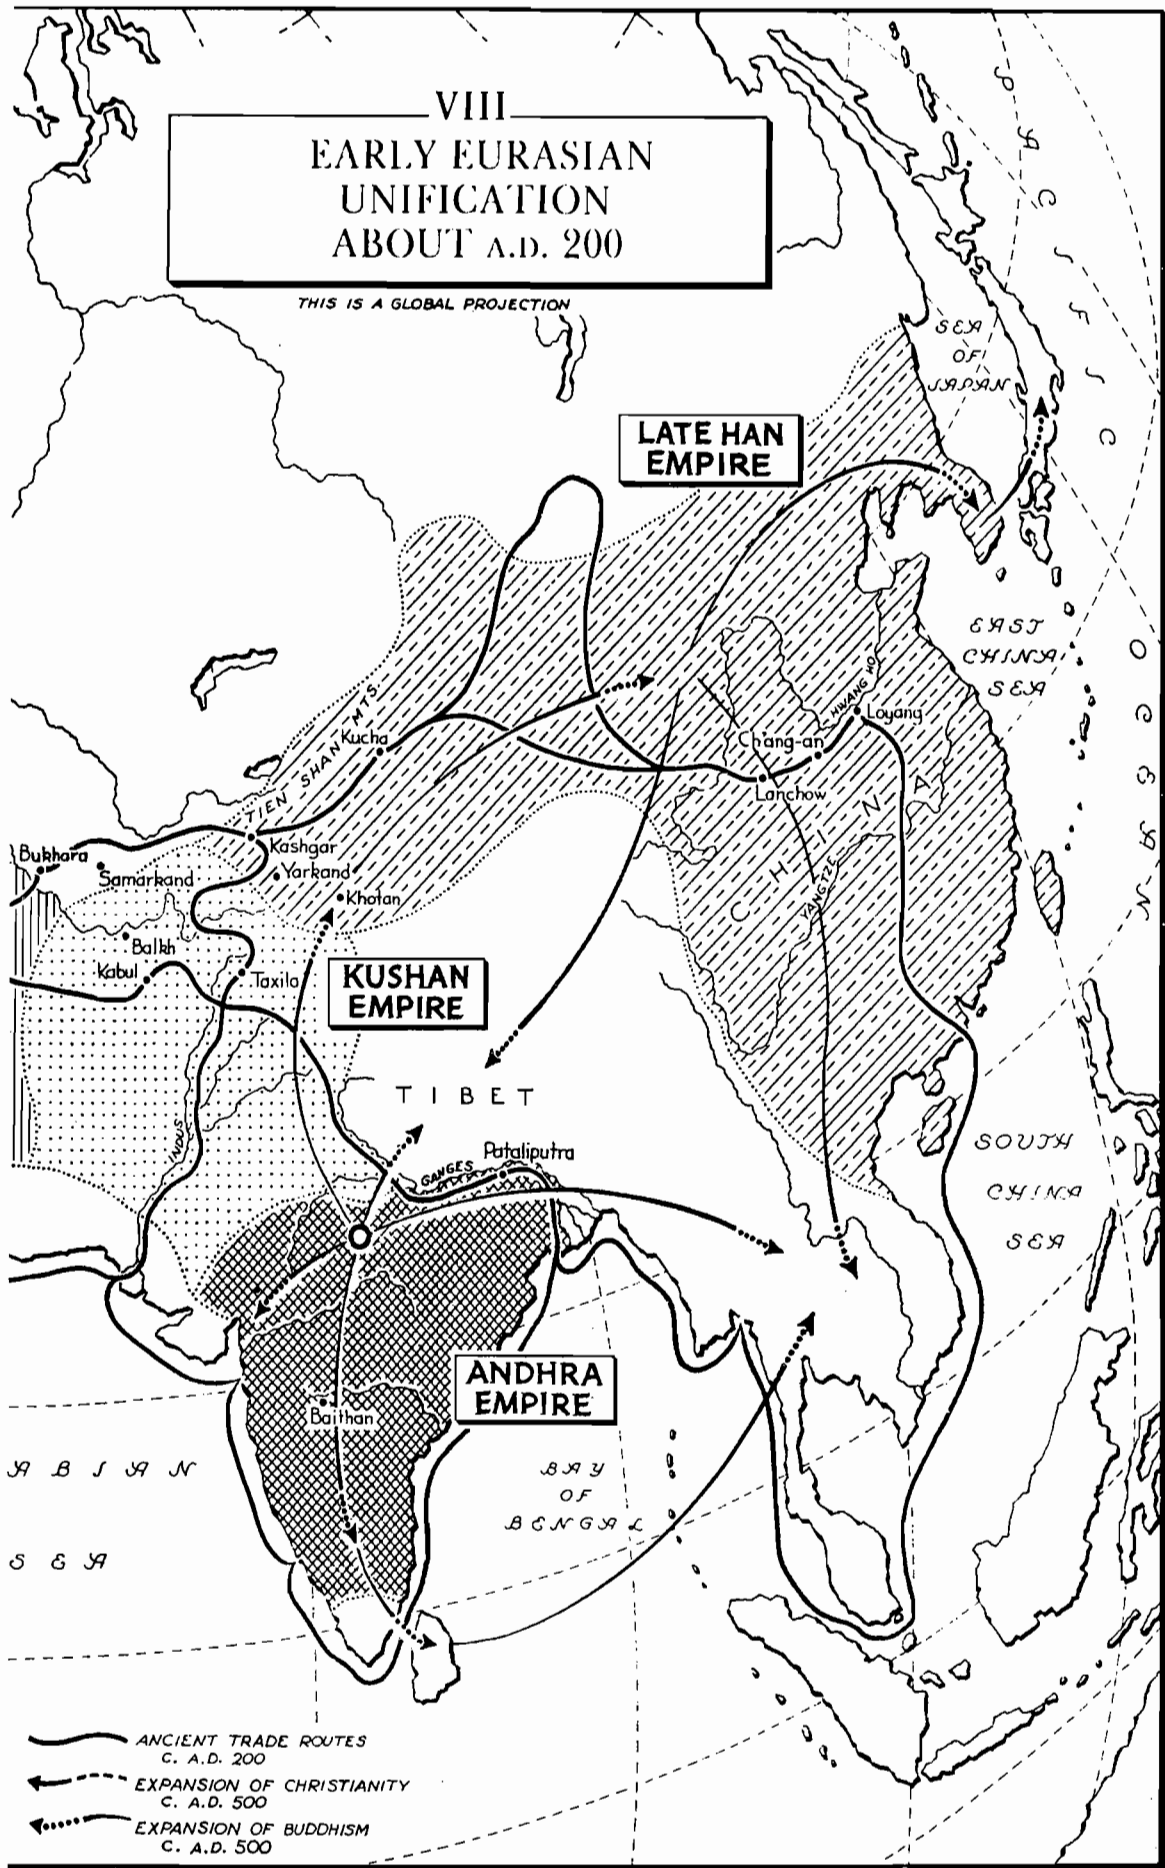 VIII
EARLY EURASIAN
UNIFICATION
ABOUT A.D. 200
THIS IS A GLOBAL PROJECTION
PACIFIC OCEAN
SEA
OF
JAPAN
LATE HAN
EMPIRE
EAST
CHINA
SEA
TIEN SHAN MTS.
Kucha
HWANG HO
Loyang
Ch'ang-an
Lanchow
CHINA
YANGTZE
Bukhara
Samarkand
Kashgar
Yarkand
Khotan
Balkh
Kabul
Taxila
KUSHAN
EMPIRE
TIBET
INDUS
GANGES
Pataliputra
SOUTH
CHINA
SEA
ANDHRA
EMPIRE
Baithan
ABIAN
SEA
BAY
OF
BENGAL
ANCIENT TRADE ROUTES
C. A.D. 200
EXPANSION OF CHRISTIANITY
C. A.D. 500
EXPANSION OF BUDDHISM
C. A.D. 500